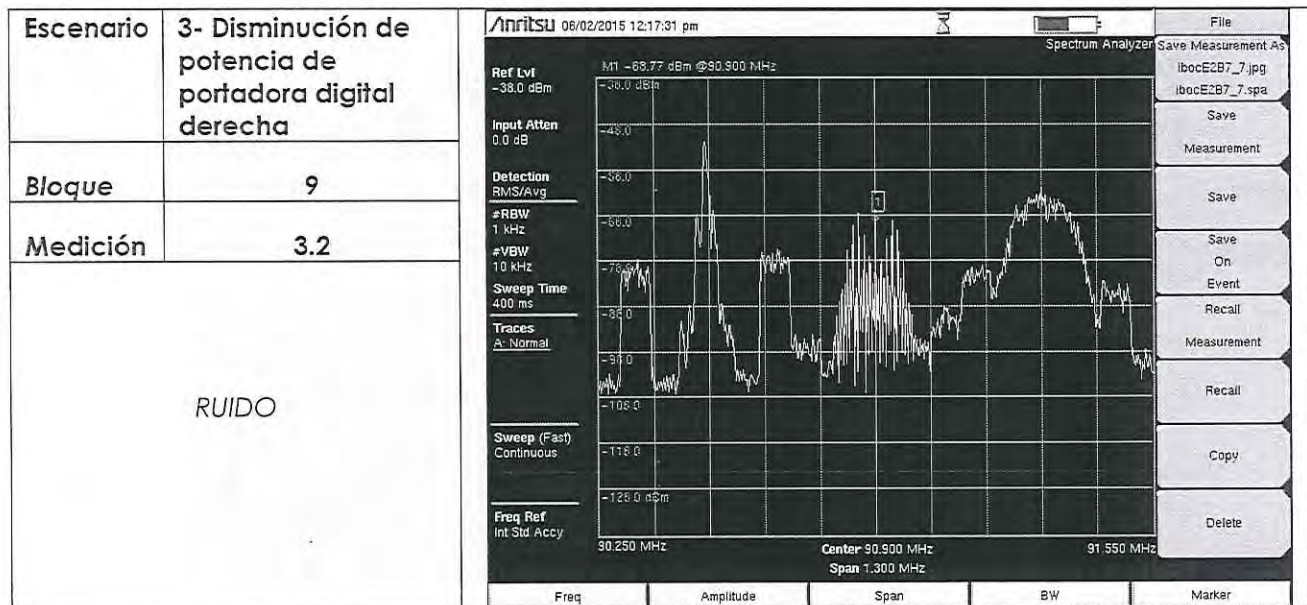 Escenario
3- Disminución de
potencia de
portadora digital
derecha
Bloque
9
Medición
3.2
RUIDO
Anritsu 06/02/2015 12:17:31 pm
Spectrum Analyzer
Ref Lvl
-38.0 dBm
Input Atten
0.0 dB
Detection
RMS/Avg
#RBW
1 kHz
#VBW
10 kHz
Sweep Time
400 ms
Traces
A: Normal
Sweep (Fast)
Continuous
Freq Ref
Int Std Accy
M1 -68.77 dBm @90.900 MHz
-38.0 dBm
-48.0
-58.0
-68.0
-78.0
-88.0
-98.0
-108.0
-118.0
-128.0 dBm
1
90.250 MHz
Center 90.900 MHz
91.550 MHz
Span 1.300 MHz
File
Save Measurement As
ibocE2B7_7.jpg
ibocE2B7_7.spa
Save
Measurement
Save
Save
On
Event
Recall
Measurement
Recall
Copy
Delete
Freq
Amplitude
Span
BW
Marker